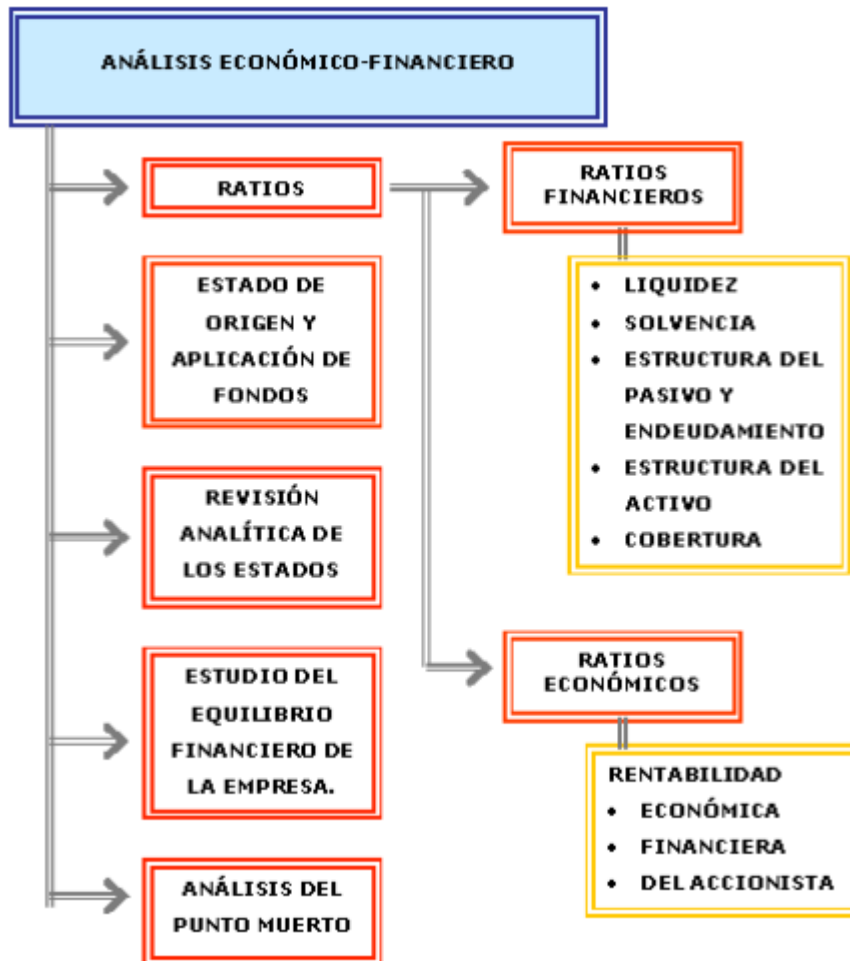 ANÁLISIS ECONÓMICO-FINANCIERO
RATIOS
RATIOS
FINANCIEROS
ESTADO DE
ORIGEN Y
APLICACIÓN DE
FONDOS
• LIQUIDEZ
• SOLVENCIA
• ESTRUCTURA DEL
PASIVO Y
ENDEUDAMIENTO
• ESTRUCTURA DEL
ACTIVO
• COBERTURA
REVISIÓN
ANALÍTICA DE
LOS ESTADOS
ESTUDIO DEL
EQUILIBRIO
FINANCIERO DE
LA EMPRESA.
RATIOS
ECONÓMICOS
RENTABILIDAD
• ECONÓMICA
• FINANCIERA
• DEL ACCIONISTA
ANÁLISIS DEL
PUNTO MUERTO